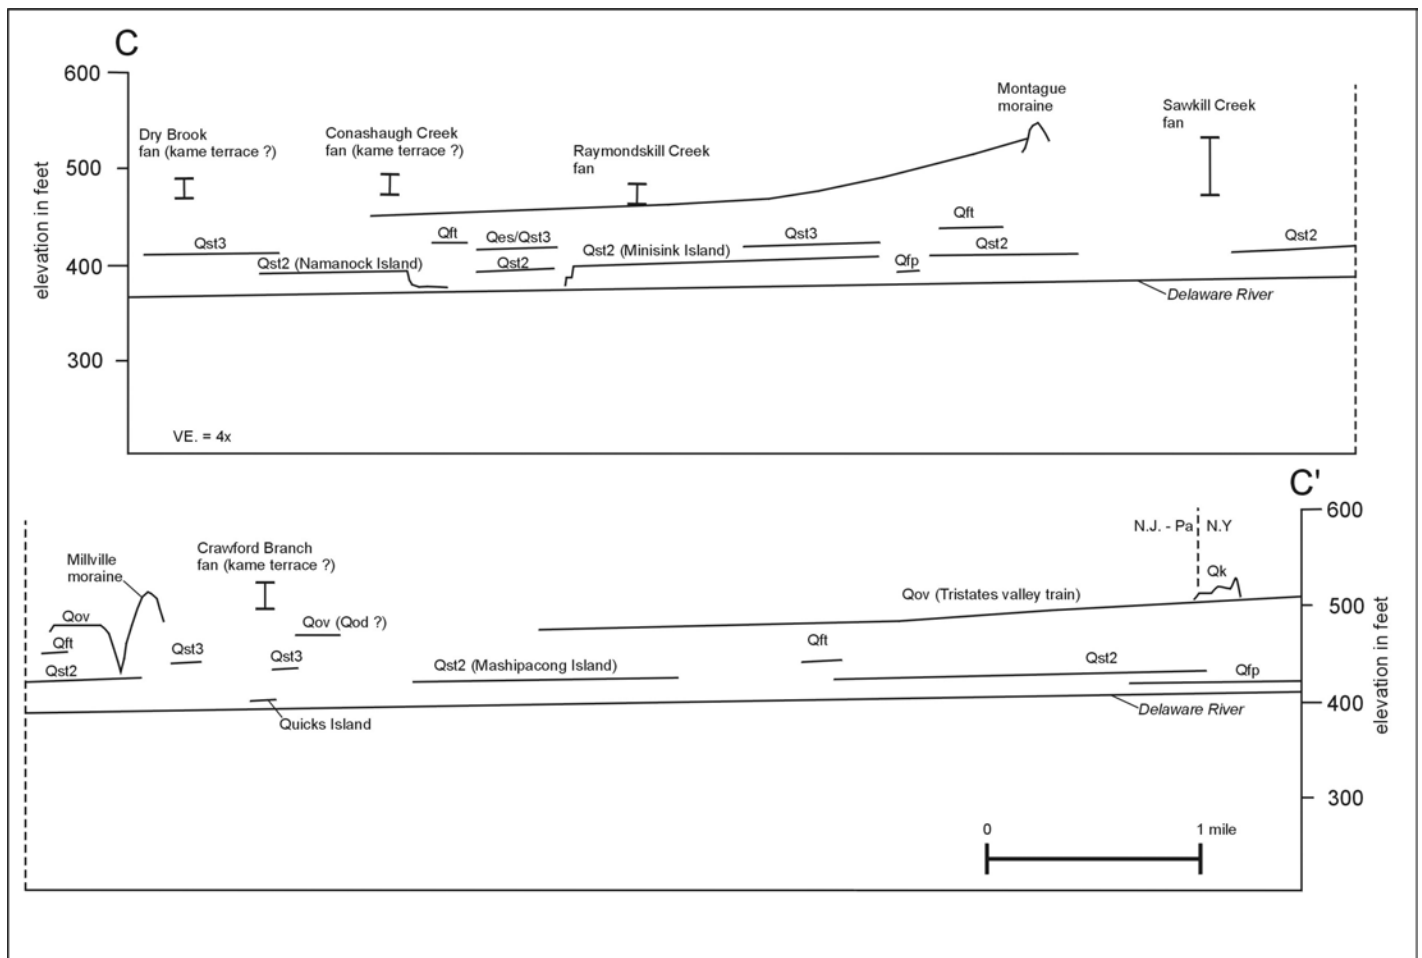 C
600
500
400
300
elevation in feet
Dry Brook
fan (kame terrace ?)
Conashaugh Creek
fan (kame terrace ?)
Raymondskill Creek
fan
Montague
moraine
Sawkill Creek
fan
Qst3
Qst2 (Namanock Island)
Qft
Qes/Qst3
Qst2
Qst2 (Minisink Island)
Qst3
Qfp
Qft
Qst2
Qst2
Delaware River
VE. = 4x
C'
600
500
400
300
elevation in feet
Millville
moraine
Qov
Qft
Qst2
Crawford Branch
fan (kame terrace ?)
Qst3
Qov (Qod ?)
Qst3
Quicks Island
Qst2 (Mashipacong Island)
Qov (Tristates valley train)
N.J. - Pa
N.Y
Qk
Qft
Qst2
Qfp
Delaware River
0
1 mile